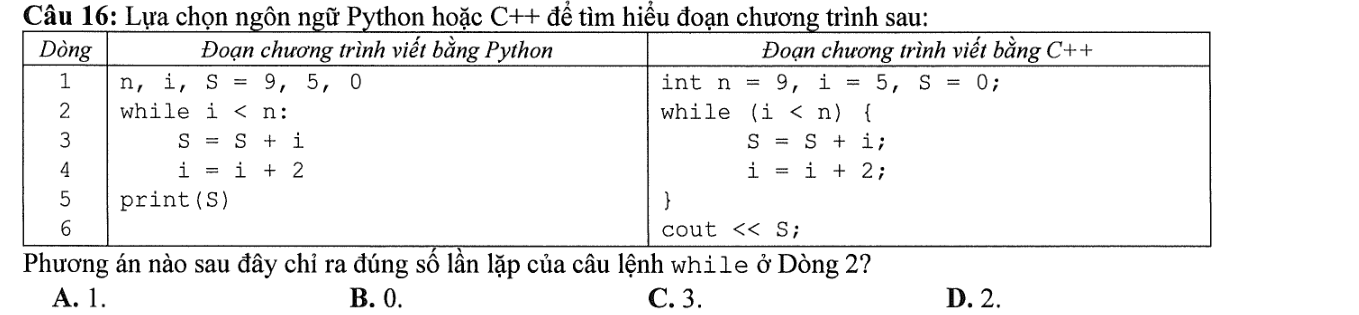 Câu 16: Lựa chọn ngôn ngữ Python hoặc C++ để tìm hiểu đoạn chương trình sau:
Dòng Đoạn chương trình viết bằng Python Đoạn chương trình viết bằng C++
1 n, i, S = 9, 5, 0 int n = 9, i = 5, S = 0;
2 while i < n: while (i < n) {
3 S = S + i S = S + i;
4 i = i + 2 i = i + 2;
5 print(S) }
6 cout << S;
Phương án nào sau đây chỉ ra đúng số lần lặp của câu lệnh while ở Dòng 2?
A. 1. B. 0. C. 3. D. 2.